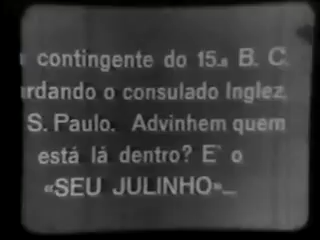 contingente do 15.º B. C.
rdando o consulado Inglez,
S. Paulo. Advinhem quem
está lá dentro? E' o
«SEU JULINHO»...